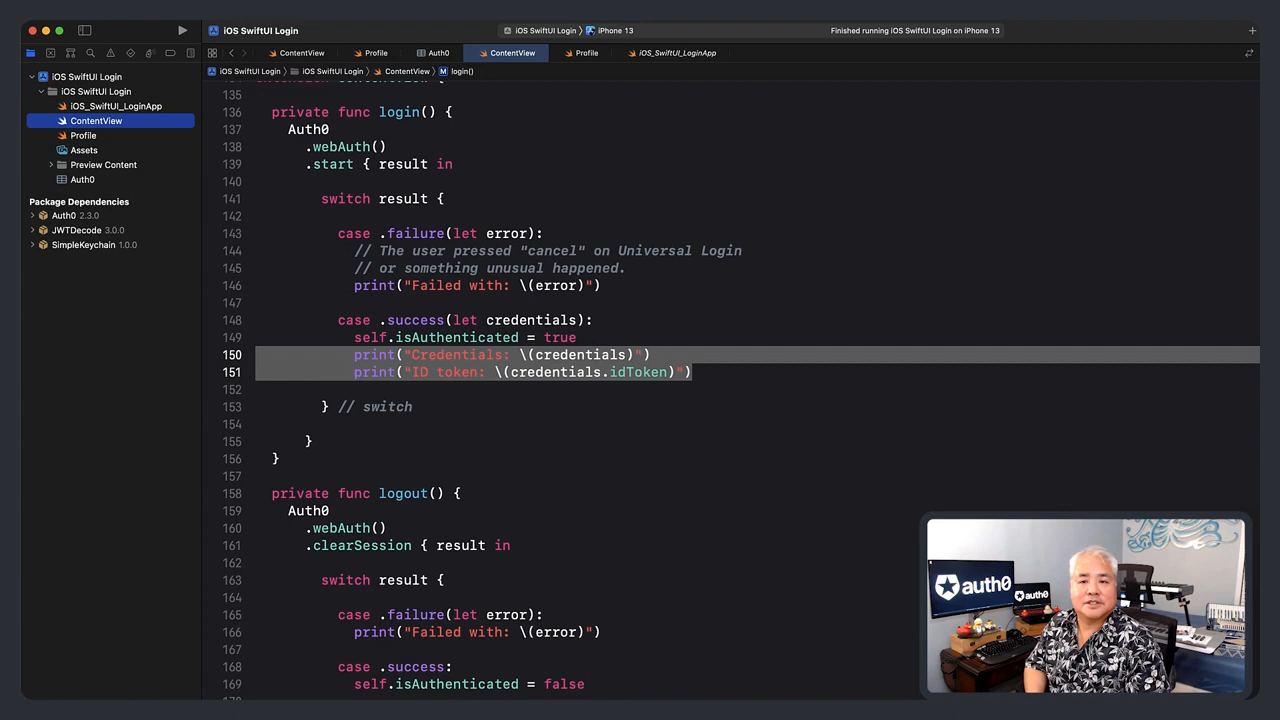 iOS SwiftUI Login
iOS SwiftUI Login
iPhone 13
Finished running iOS SwiftUI Login on iPhone 13
ContentView
Profile
Auth0
ContentView
Profile
iOS_SwiftUI_LoginApp
iOS SwiftUI Login
iOS SwiftUI Login
ContentView
M login()
iOS SwiftUI Login
iOS SwiftUI Login
iOS_SwiftUI_LoginApp
ContentView
Profile
Assets
Preview Content
Auth0
Package Dependencies
Auth0 2.3.0
JWTDecode 3.0.0
SimpleKeychain 1.0.0
135
136 private func login() {
137 Auth0
138 .webAuth()
139 .start { result in
140
141 switch result {
142
143 case .failure(let error):
144 // The user pressed "cancel" on Universal Login
145 // or something unusual happened.
146 print("Failed with: \(error)")
147
148 case .success(let credentials):
149 self.isAuthenticated = true
150 print("Credentials: \(credentials)")
151 print("ID token: \(credentials.idToken)")
152
153 } // switch
154
155 }
156 }
157
158 private func logout() {
159 Auth0
160 .webAuth()
161 .clearSession { result in
162
163 switch result {
164
165 case .failure(let error):
166 print("Failed with: \(error)")
167
168 case .success:
169 self.isAuthenticated = false
auth0
auth0